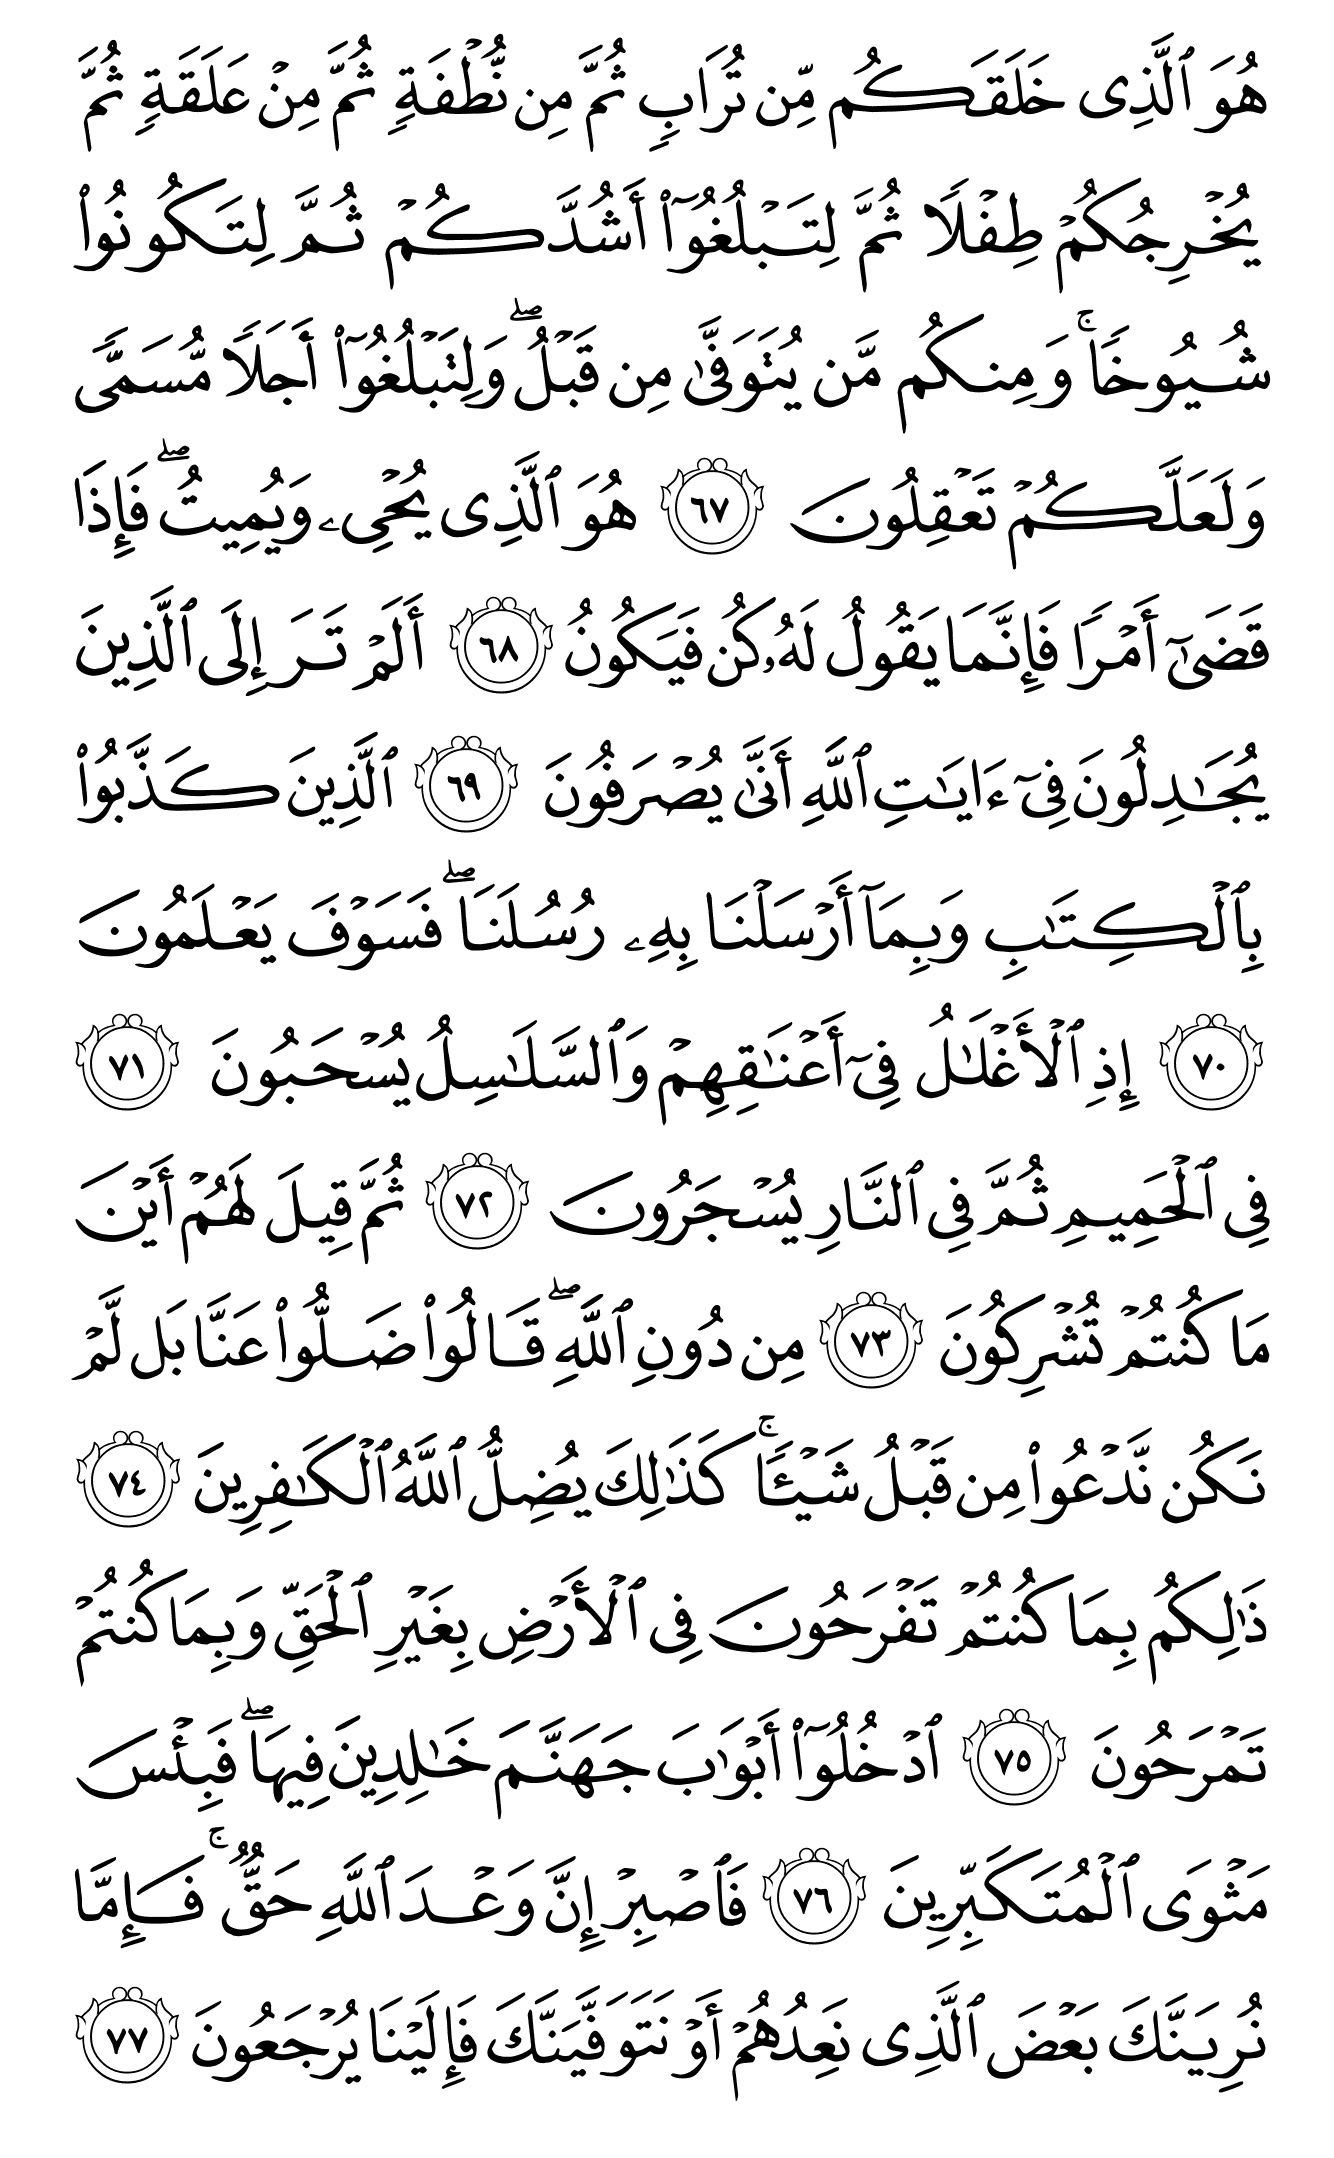 هُوَ ٱلَّذِى خَلَقَكُم مِّن تُرَابٍ ثُمَّ مِن نُّطْفَةٍ ثُمَّ مِنْ عَلَقَةٍ ثُمَّ
يُخْرِجُكُمْ طِفْلًا ثُمَّ لِتَبْلُغُوٓا۟ أَشُدَّكُمْ ثُمَّ لِتَكُونُوا۟
شُيُوخًا ۚ وَمِنكُم مَّن يُتَوَفَّىٰ مِن قَبْلُ ۖ وَلِتَبْلُغُوٓا۟ أَجَلًا مُّسَمًّى
وَلَعَلَّكُمْ تَعْقِلُونَ ٦٧ هُوَ ٱلَّذِى يُحْىِۦ وَيُمِيتُ ۖ فَإِذَا
قَضَىٰٓ أَمْرًا فَإِنَّمَا يَقُولُ لَهُۥ كُن فَيَكُونُ ٦٨ أَلَمْ تَرَ إِلَى ٱلَّذِينَ
يُجَـٰدِلُونَ فِىٓ ءَايَـٰتِ ٱللَّهِ أَنَّىٰ يُصْرَفُونَ ٦٩ ٱلَّذِينَ كَذَّبُوا۟
بِٱلْكِتَـٰبِ وَبِمَآ أَرْسَلْنَا بِهِۦ رُسُلَنَا ۖ فَسَوْفَ يَعْلَمُونَ
٧٠ إِذِ ٱلْأَغْلَـٰلُ فِىٓ أَعْنَـٰقِهِمْ وَٱلسَّلَـٰسِلُ يُسْحَبُونَ ٧١
فِى ٱلْحَمِيمِ ثُمَّ فِى ٱلنَّارِ يُسْجَرُونَ ٧٢ ثُمَّ قِيلَ لَهُمْ أَيْنَ
مَا كُنتُمْ تُشْرِكُونَ ٧٣ مِن دُونِ ٱللَّهِ ۖ قَالُوا۟ ضَلُّوا۟ عَنَّا بَل لَّمْ
نَكُن نَّدْعُوا۟ مِن قَبْلُ شَيْـًٔا ۚ كَذَٰلِكَ يُضِلُّ ٱللَّهُ ٱلْكَـٰفِرِينَ ٧٤
ذَٰلِكُم بِمَا كُنتُمْ تَفْرَحُونَ فِى ٱلْأَرْضِ بِغَيْرِ ٱلْحَقِّ وَبِمَا كُنتُمْ
تَمْرَحُونَ ٧٥ ٱدْخُلُوٓا۟ أَبْوَٰبَ جَهَنَّمَ خَـٰلِدِينَ فِيهَا ۖ فَبِئْسَ
مَثْوَى ٱلْمُتَكَبِّرِينَ ٧٦ فَٱصْبِرْ إِنَّ وَعْدَ ٱللَّهِ حَقٌّ ۚ فَإِمَّا
نُرِيَنَّكَ بَعْضَ ٱلَّذِى نَعِدُهُمْ أَوْ نَتَوَفَّيَنَّكَ فَإِلَيْنَا يُرْجَعُونَ ٧٧